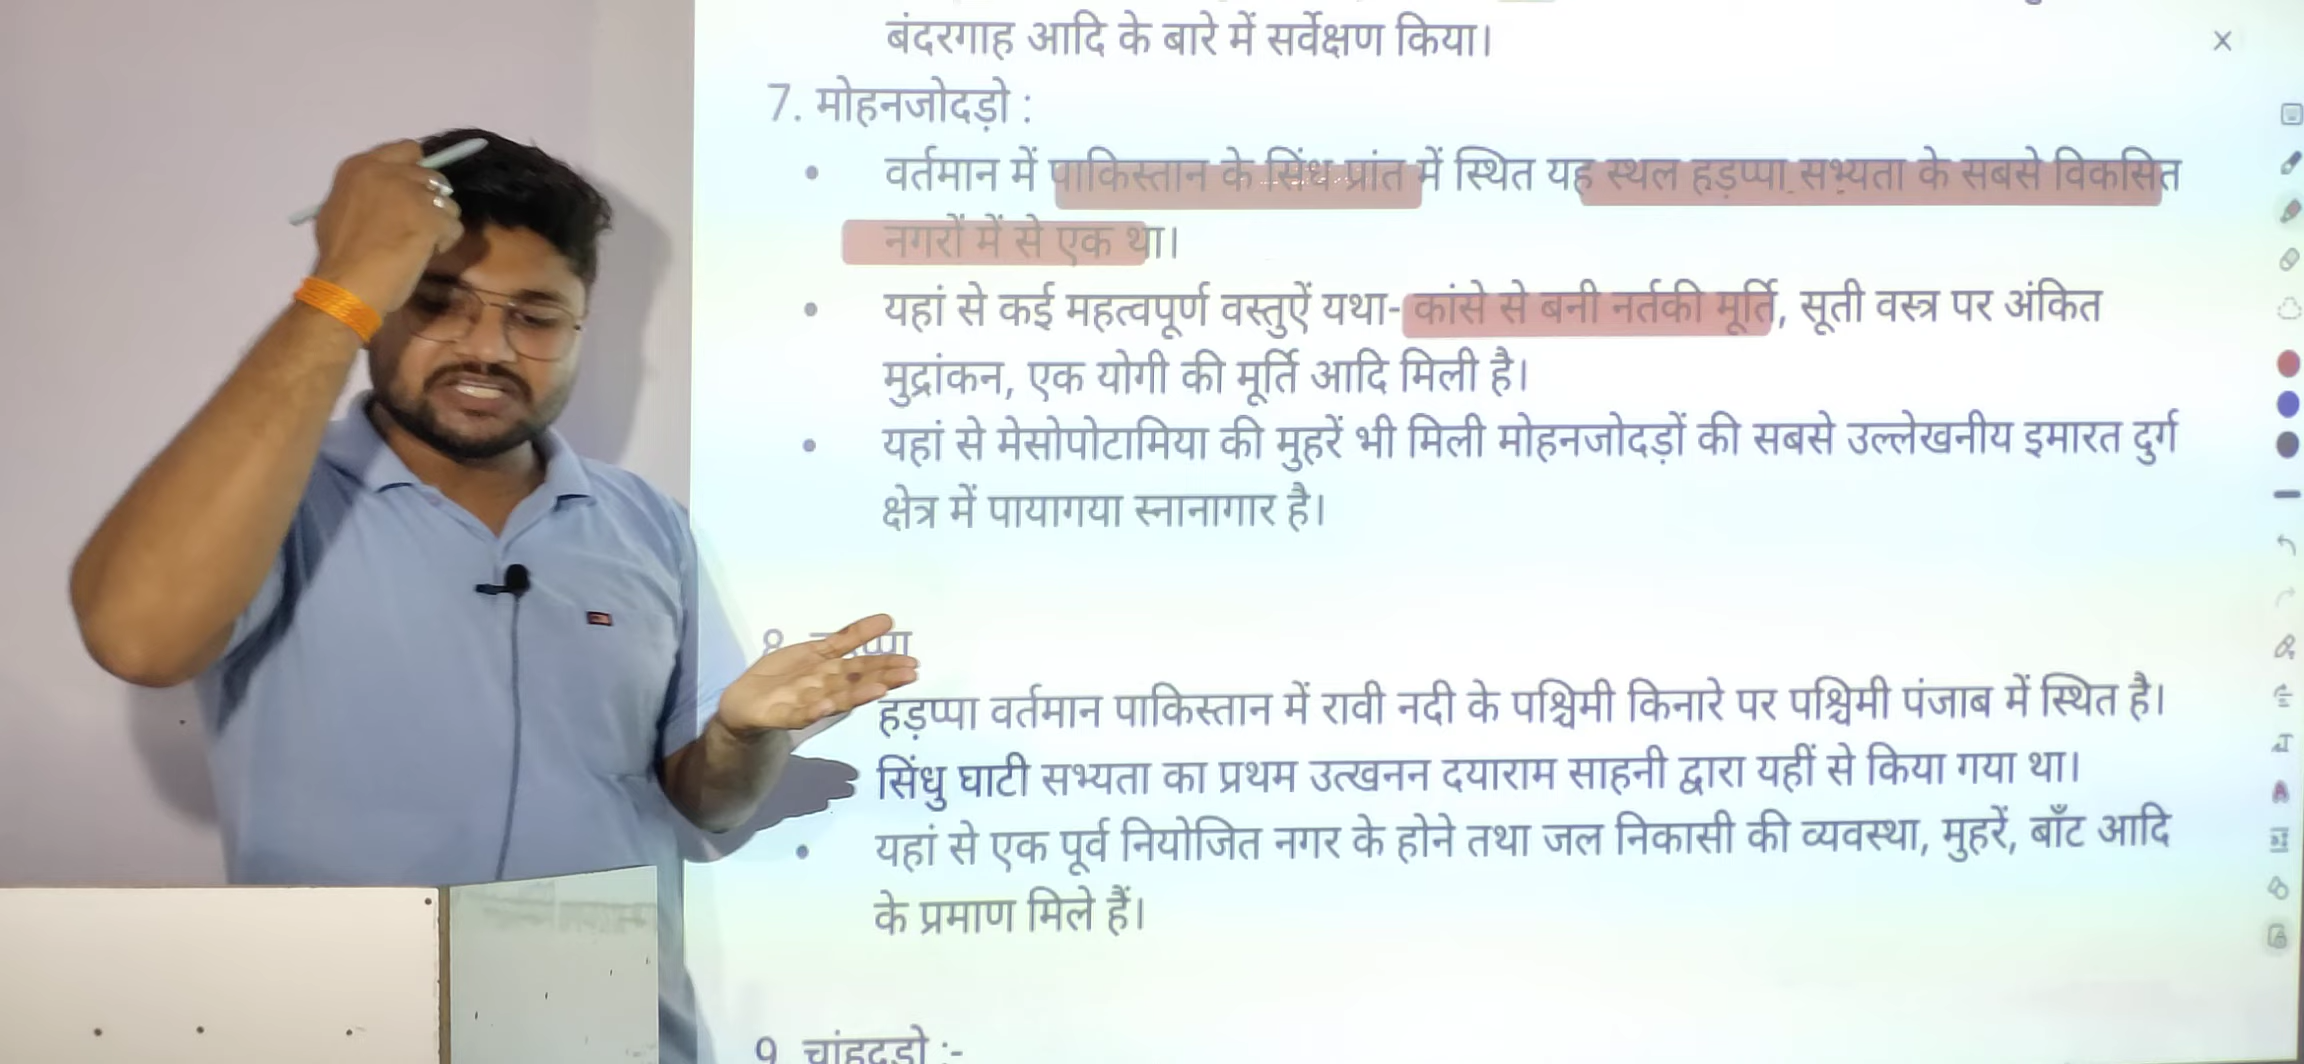 बंदरगाह आदि के बारे में सर्वेक्षण किया।
7. मोहनजोदड़ो :
• वर्तमान में पाकिस्तान के सिंध प्रांत में स्थित यह स्थल हड़प्पा सभ्यता के सबसे विकसित
नगरों में से एक था।
• यहां से कई महत्वपूर्ण वस्तुऐं यथा- कांसे से बनी नर्तकी मूर्ति, सूती वस्त्र पर अंकित
मुद्रांकन, एक योगी की मूर्ति आदि मिली है।
• यहां से मेसोपोटामिया की मुहरें भी मिली मोहनजोदड़ों की सबसे उल्लेखनीय इमारत दुर्ग
क्षेत्र में पायागया स्नानागार है।
8.
हड़प्पा वर्तमान पाकिस्तान में रावी नदी के पश्चिमी किनारे पर पश्चिमी पंजाब में स्थित है।
सिंधु घाटी सभ्यता का प्रथम उत्खनन दयाराम साहनी द्वारा यहीं से किया गया था।
• यहां से एक पूर्व नियोजित नगर के होने तथा जल निकासी की व्यवस्था, मुहरें, बाँट आदि
के प्रमाण मिले हैं।
9. चांहूदड़ो :-